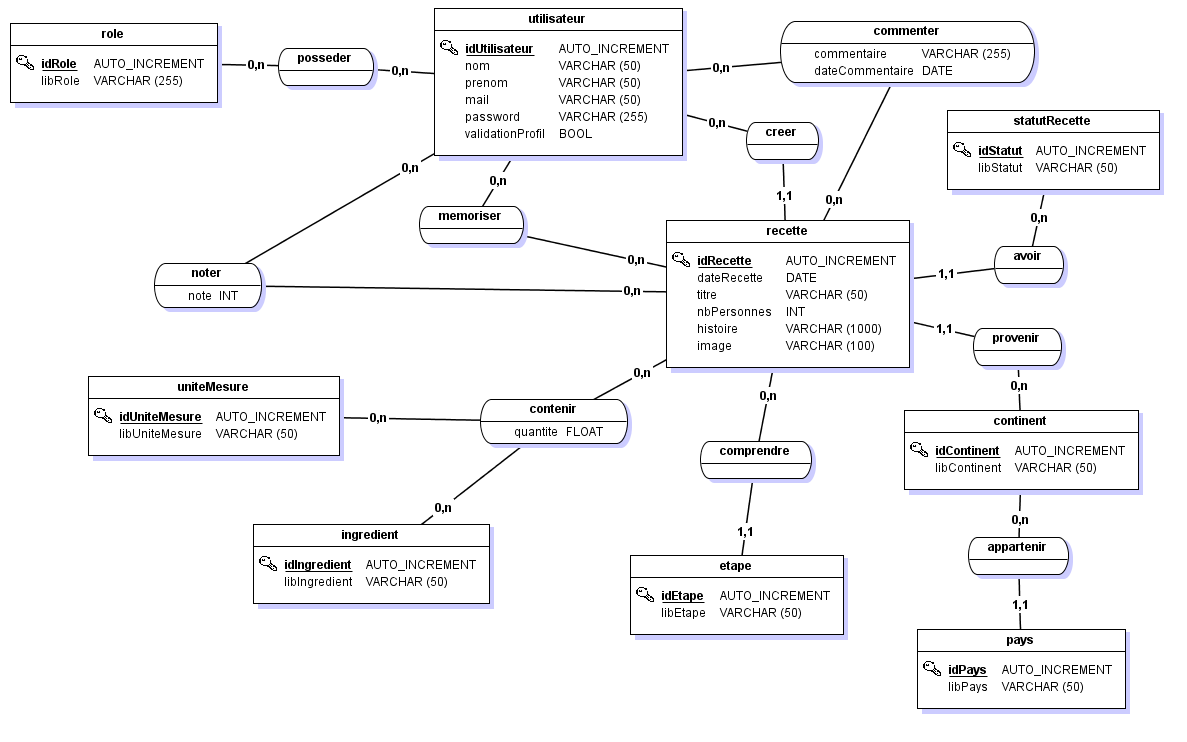 role
idRole AUTO_INCREMENT
libRole VARCHAR (255)
0,n
posseder
0,n
utilisateur
idUtilisateur AUTO_INCREMENT
nom VARCHAR (50)
prenom VARCHAR (50)
mail VARCHAR (50)
password VARCHAR (255)
validationProfil BOOL
0,n
commenter
commentaire VARCHAR (255)
dateCommentaire DATE
0,n
creer
1,1
0,n
statutRecette
idStatut AUTO_INCREMENT
libStatut VARCHAR (50)
0,n
avoir
1,1
0,n
0,n
memoriser
0,n
noter
note INT
0,n
recette
idRecette AUTO_INCREMENT
dateRecette DATE
titre VARCHAR (50)
nbPersonnes INT
histoire VARCHAR (1000)
image VARCHAR (100)
1,1
provenir
0,n
uniteMesure
idUniteMesure AUTO_INCREMENT
libUniteMesure VARCHAR (50)
0,n
contenir
quantite FLOAT
0,n
0,n
comprendre
1,1
continent
idContinent AUTO_INCREMENT
libContinent VARCHAR (50)
0,n
appartenir
1,1
0,n
ingredient
idIngredient AUTO_INCREMENT
libIngredient VARCHAR (50)
etape
idEtape AUTO_INCREMENT
libEtape VARCHAR (50)
pays
idPays AUTO_INCREMENT
libPays VARCHAR (50)